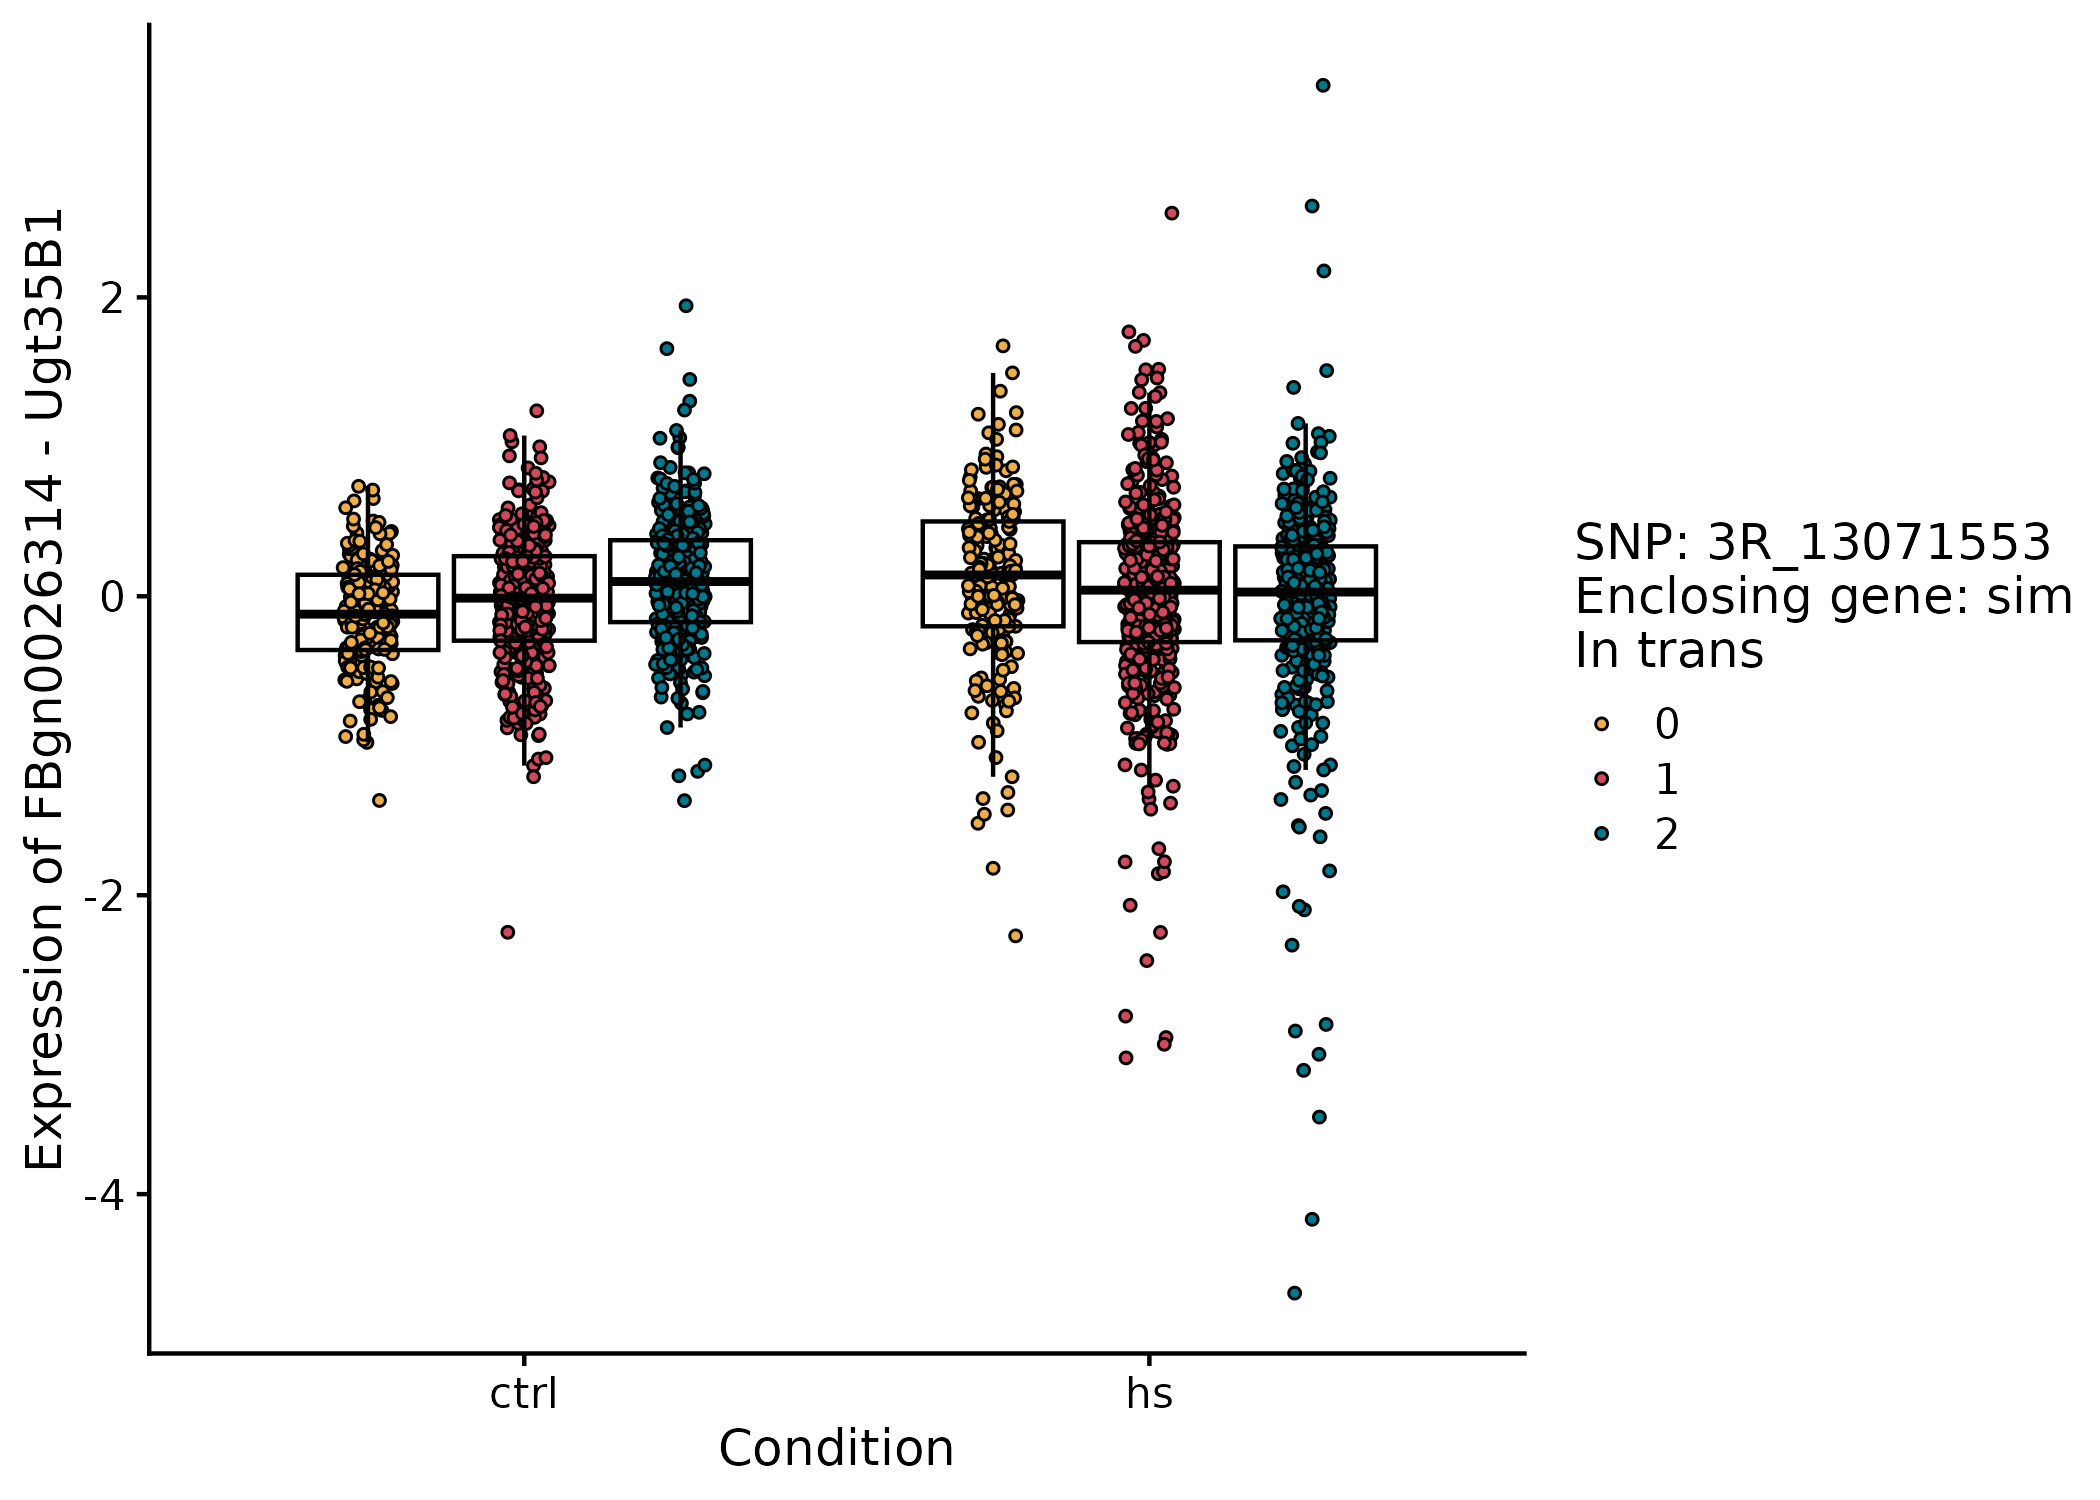 Expression of FBgn0026314 - Ugt35B1
2
0
-2
-4
ctrl
hs
Condition
SNP: 3R_13071553
Enclosing gene: sim
In trans
0
1
2